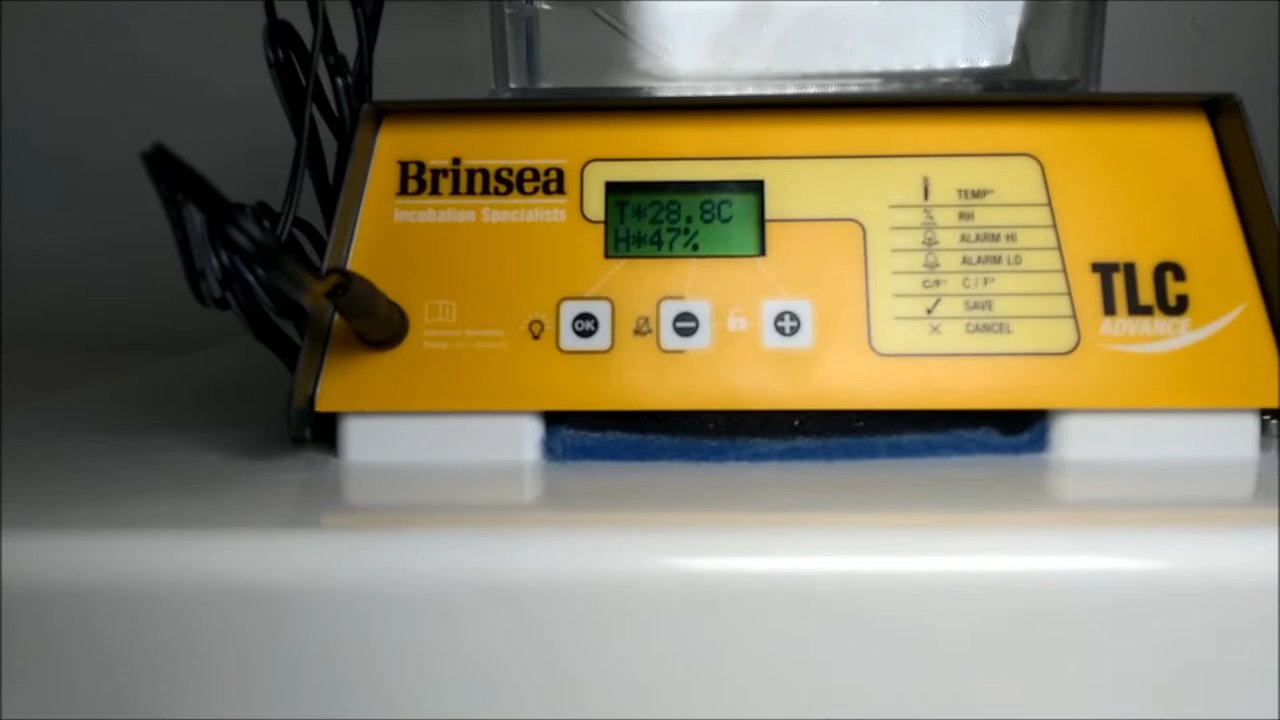 Brinsea
Incubation Specialists
T*28.8C
H*47%
TEMP°
% RH
ALARM HI
ALARM LO
C/F° C / F°
SAVE
CANCEL
OK
TLC
ADVANCE